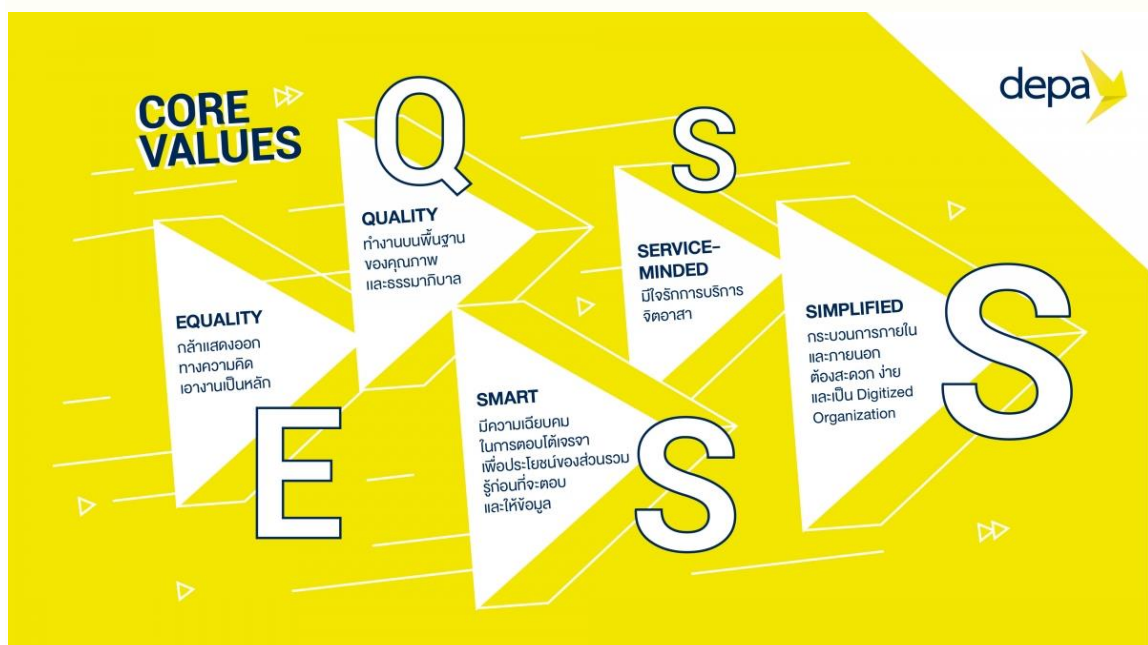 CORE
VALUES
depa
E
EQUALITY
กล้าแสดงออก
ทางความคิด
เอางานเป็นหลัก
Q
QUALITY
ทำงานบนพื้นฐาน
ของคุณภาพ
และธรรมาภิบาล
S
SMART
มีความเฉียบคม
ในการตอบโต้เจรจา
เพื่อประโยชน์ของส่วนรวม
รู้ก่อนที่จะตอบ
และให้ข้อมูล
S
SERVICE-
MINDED
มีใจรักการบริการ
จิตอาสา
S
SIMPLIFIED
กระบวนการภายใน
และภายนอก
ต้องสะดวก ง่าย
และเป็น Digitized
Organization